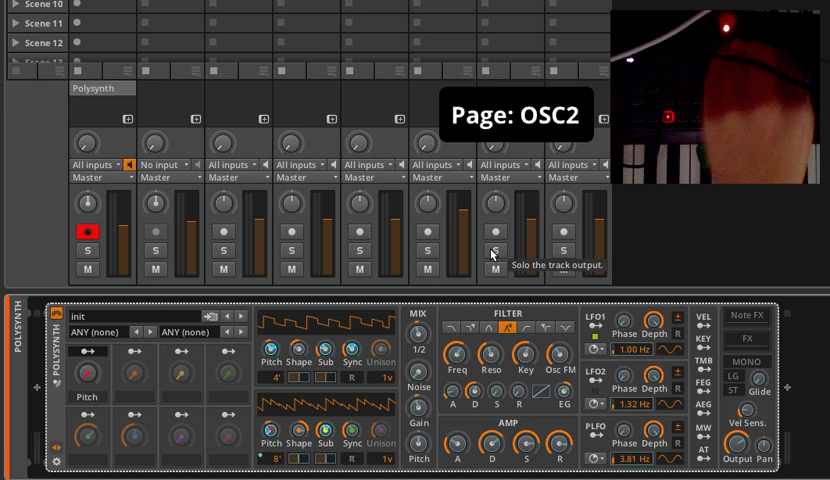 Scene 10
Scene 11
Scene 12
Polysynth
Page: OSC2
All inputs No input All inputs All inputs All inputs All inputs All inputs All inputs
Master Master Master Master Master Master Master Master
S S S S S S S S
M M M M M M M M
Solo the track output.
POLYSYNTH
POLYSYNTH
init
ANY (none) ANY (none)
Pitch
Pitch Shape Sub Sync Unison
4' R 1v
Pitch Shape Sub Sync Unison
8' R 1v
MIX
1/2
Noise
Gain
Pitch
FILTER
Freq Reso Key Osc FM
A D S R EG
AMP
A D S R
LFO1
Phase Depth R
1.00 Hz
LFO2
Phase Depth R
1.32 Hz
PLFO
Phase Depth R
3.81 Hz
VEL
KEY
TMB
FEG
AEG
MW
AT
Note FX
FX
MONO
LG
ST Glide
Vel Sens.
Output Pan